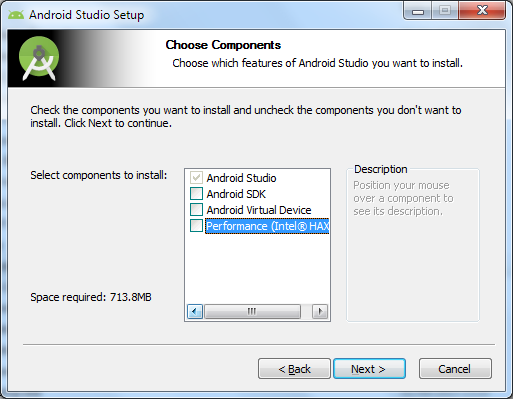 Android Studio Setup
Choose Components
Choose which features of Android Studio you want to install.
Check the components you want to install and uncheck the components you don't want to
install. Click Next to continue.
Select components to install:
Android Studio
Android SDK
Android Virtual Device
Performance (Intel® HAX
Description
Position your mouse
over a component to
see its description.
Space required: 713.8MB
< Back
Next >
Cancel